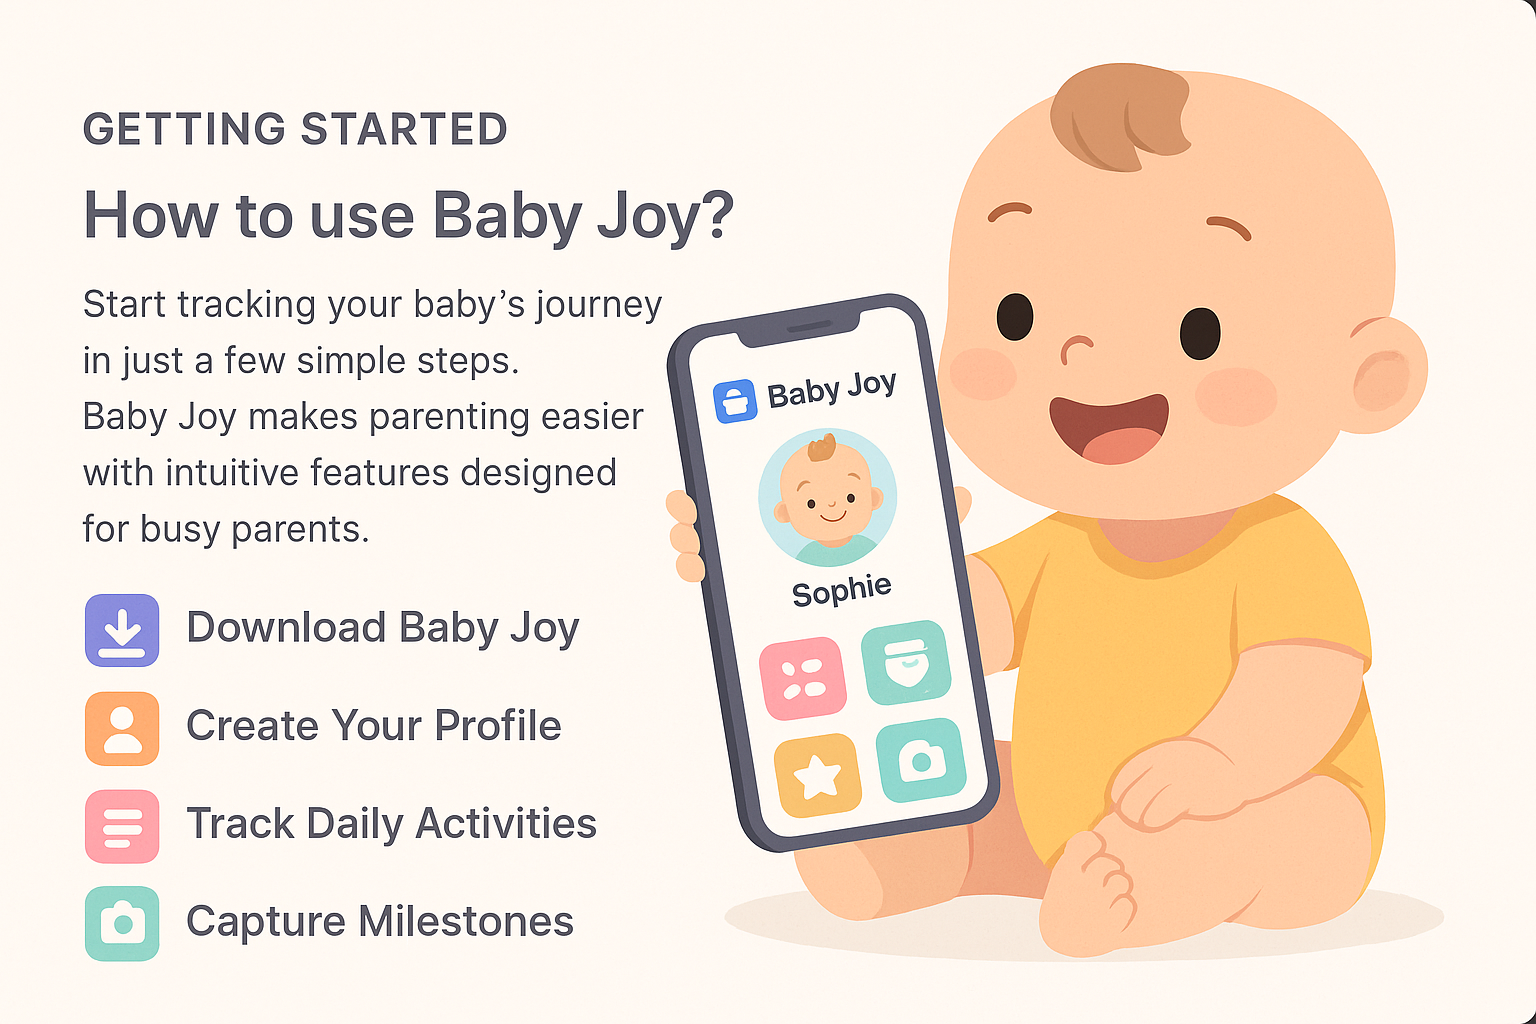 GETTING STARTED
How to use Baby Joy?
Start tracking your baby’s journey
in just a few simple steps.
Baby Joy makes parenting easier
with intuitive features designed
for busy parents.
Download Baby Joy
Create Your Profile
Track Daily Activities
Capture Milestones
Baby Joy
Sophie